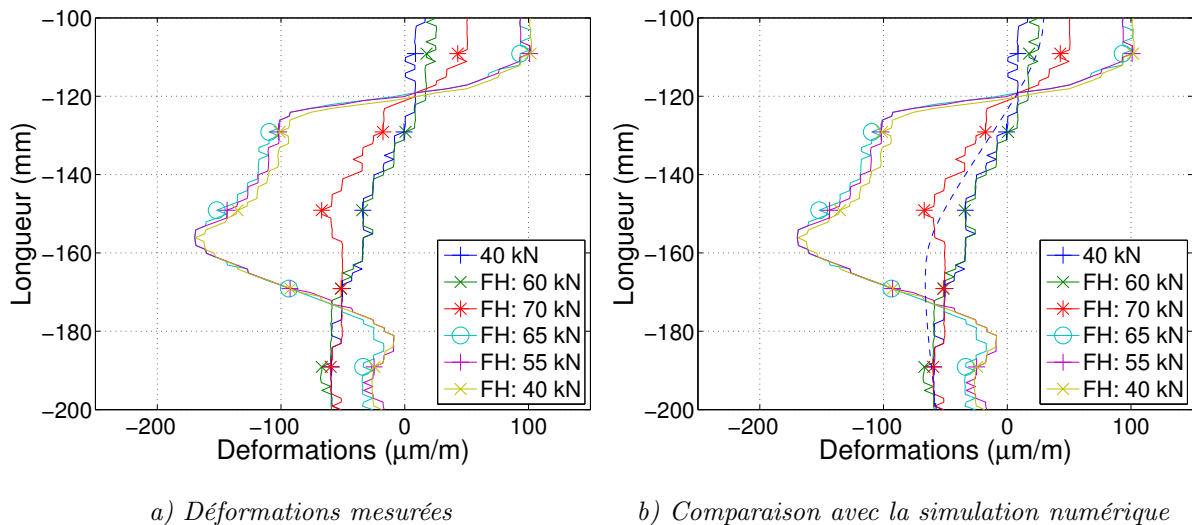 −100
−120
−140
−160
−180
−200
Longueur (mm)
−200
−100
0
100
Deformations (μm/m)
40 kN
FH: 60 kN
FH: 70 kN
FH: 65 kN
FH: 55 kN
FH: 40 kN
a) Déformations mesurées
−100
−120
−140
−160
−180
−200
Longueur (mm)
−200
−100
0
100
Deformations (μm/m)
40 kN
FH: 60 kN
FH: 70 kN
FH: 65 kN
FH: 55 kN
FH: 40 kN
b) Comparaison avec la simulation numérique